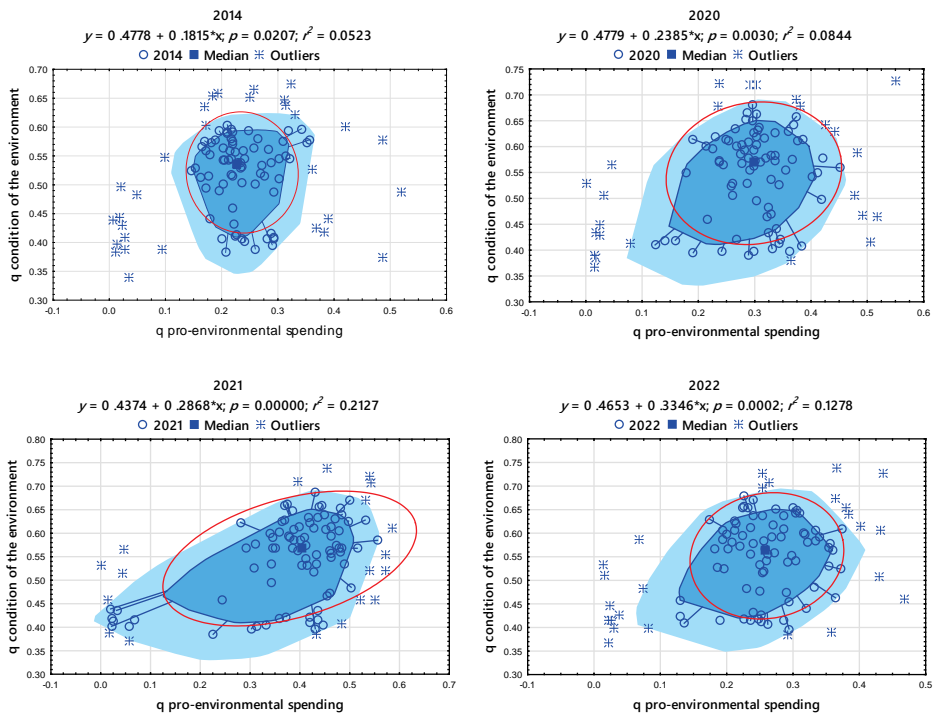 2014
y = 0 .4778 + 0 .1815*x; p = 0.0207; r² = 0.0523
2014 Median Outliers
q condition of the environment
0.70
0.65
0.60
0.55
0.50
0.45
0.40
0.35
0.30
-0.1 0.0 0.1 0.2 0.3 0.4 0.5 0.6
q pro-environmental spending
2020
y = 0 .4779 + 0 .2385*x; p = 0.0030; r² = 0.0844
2020 Median Outliers
q condition of the environment
0.75
0.70
0.65
0.60
0.55
0.50
0.45
0.40
0.35
0.30
-0.1 0.0 0.1 0.2 0.3 0.4 0.5 0.6
q pro-environmental spending
2021
y = 0 .4374 + 0 .2868*x; p = 0.00000; r² = 0.2127
2021 Median Outliers
q condition of the environment
0.80
0.75
0.70
0.65
0.60
0.55
0.50
0.45
0.40
0.35
0.30
-0.1 0.0 0.1 0.2 0.3 0.4 0.5 0.6 0.7
q pro-environmental spending
2022
y = 0 .4653 + 0 .3346*x; p = 0.0002; r² = 0.1278
2022 Median Outliers
q condition of the environment
0.80
0.75
0.70
0.65
0.60
0.55
0.50
0.45
0.40
0.35
0.30
-0.1 0.0 0.1 0.2 0.3 0.4 0.5
q pro-environmental spending